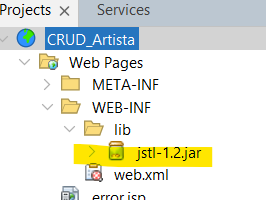 Projects × Services
CRUD_Artista
Web Pages
META-INF
WEB-INF
lib
jstl-1.2.jar
web.xml
error.jsp